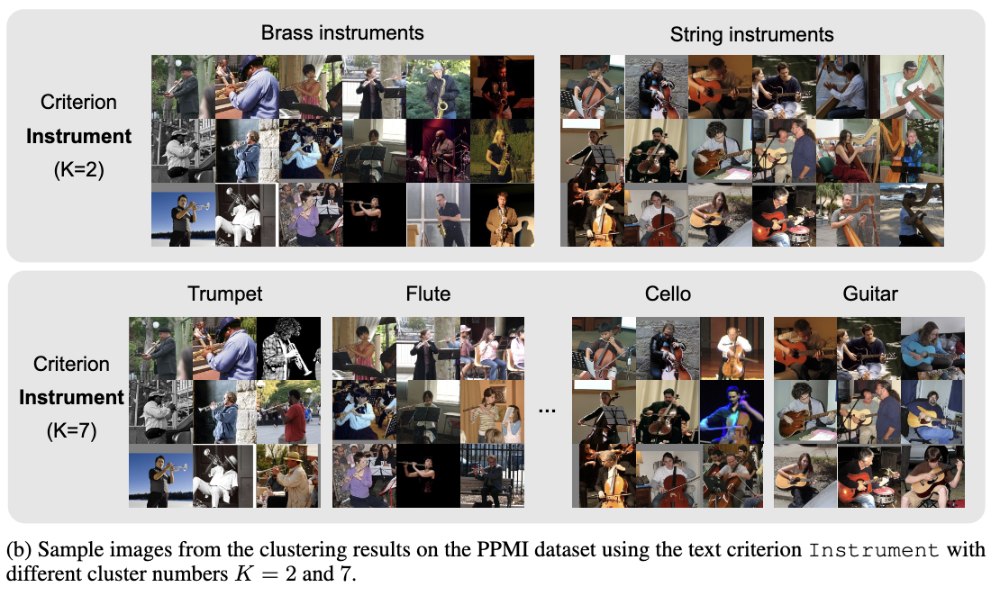 Brass instruments
String instruments
Criterion
Instrument
(K=2)
Trumpet
Flute
Cello
Guitar
Criterion
Instrument
(K=7)
...
(b) Sample images from the clustering results on the PPMI dataset using the text criterion Instrument with
different cluster numbers K = 2 and 7.